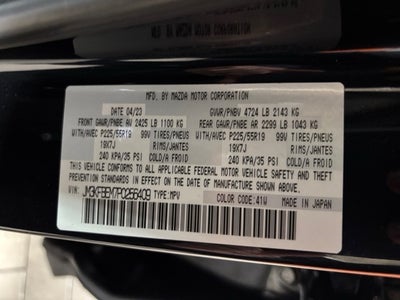 MFD. BY MAZDA MOTOR CORPORATION
DATE 04/23 GVWR/PNBV 4724 LB 2143 KG
FRONT GAWR/PNBE AV 2425 LB 1100 KG REAR GAWR/PNBE AR 2299 LB 1043 KG
WITH/AVEC P225/55R19 99V TIRES/PNEUS WITH/AVEC P225/55R19 99V TIRES/PNEUS
19X7J RIMS/JANTES 19X7J RIMS/JANTES
240 KPA/35 PSI COLD/FROID 240 KPA/35 PSI COLD/FROID
THIS VEHICLE CONFORMS TO ALL APPLICABLE FEDERAL MOTOR VEHICLE SAFETY AND
THEFT PREVENTION STANDARDS IN EFFECT ON THE DATE OF MANUFACTURE SHOWN ABOVE.
VIN: TYPE:MPV COLOR CODE:41W MADE IN JAPAN